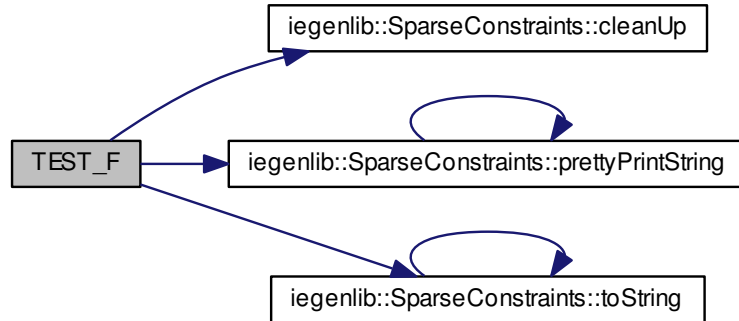 iegenlib::SparseConstraints::cleanUp
TEST_F
iegenlib::SparseConstraints::prettyPrintString
iegenlib::SparseConstraints::toString